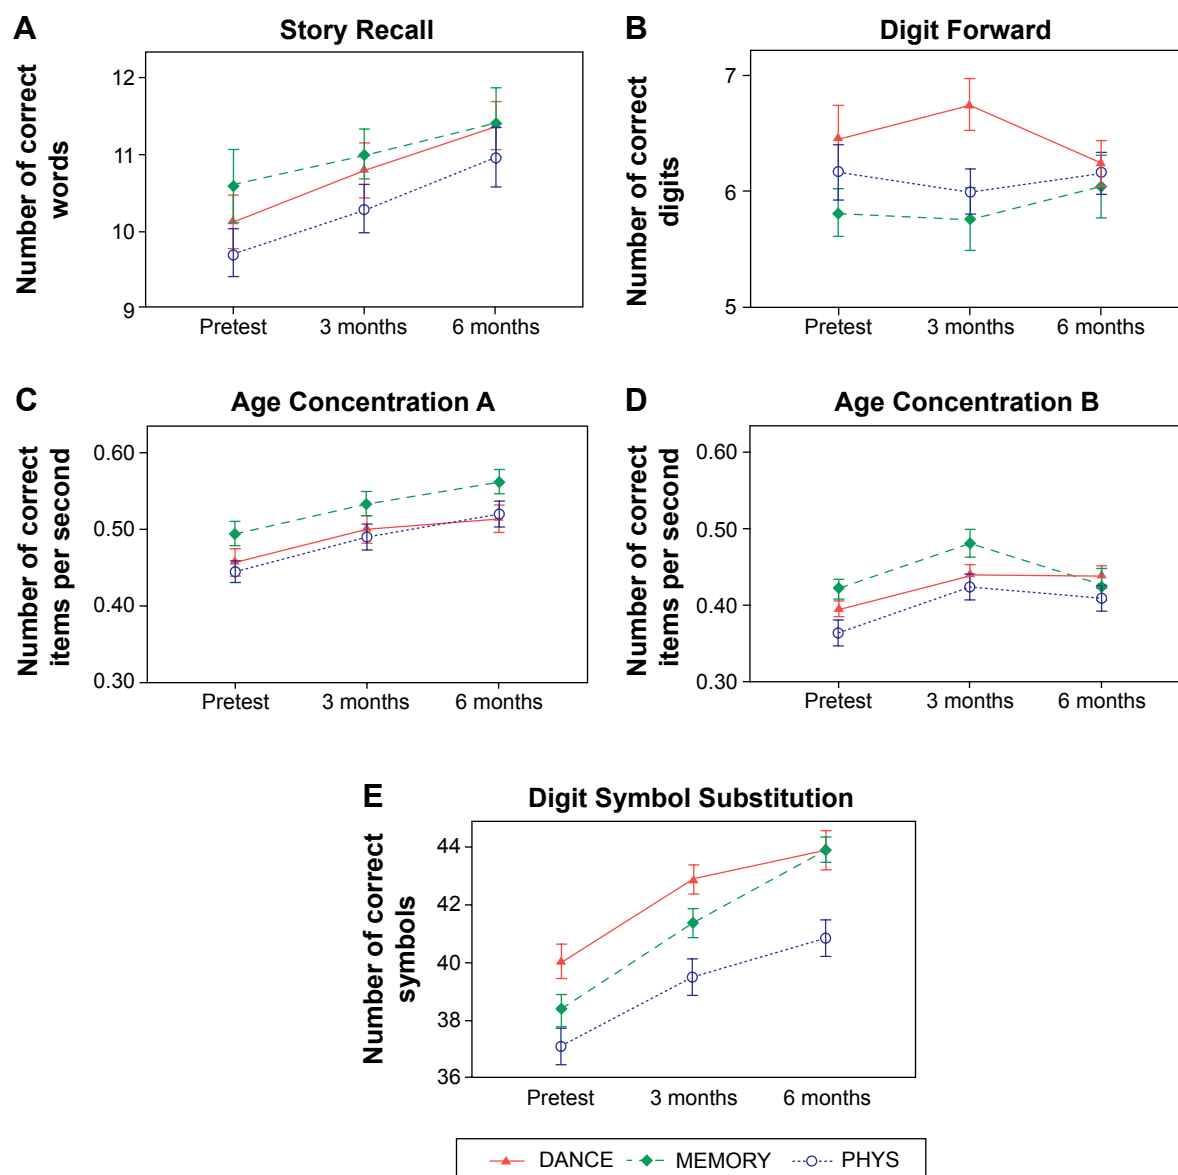 A
Story Recall
Number of correct
words
12
11
10
9
Pretest
3 months
6 months
B
Digit Forward
Number of correct
digits
7
6
5
Pretest
3 months
6 months
C
Age Concentration A
Number of correct
items per second
0.60
0.50
0.40
0.30
Pretest
3 months
6 months
D
Age Concentration B
Number of correct
items per second
0.60
0.50
0.40
0.30
Pretest
3 months
6 months
E
Digit Symbol Substitution
Number of correct
symbols
44
42
40
38
36
Pretest
3 months
6 months
DANCE
MEMORY
PHYS